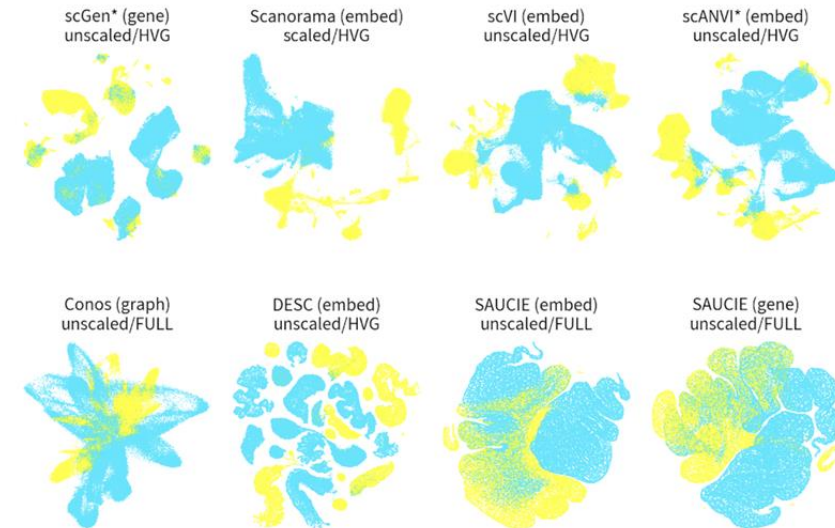 scGen* (gene)
unscaled/HVG
Scanorama (embed)
scaled/HVG
scVI (embed)
unscaled/HVG
scANVI* (embed)
unscaled/HVG
Conos (graph)
unscaled/FULL
DESC (embed)
unscaled/HVG
SAUCIE (embed)
unscaled/FULL
SAUCIE (gene)
unscaled/FULL